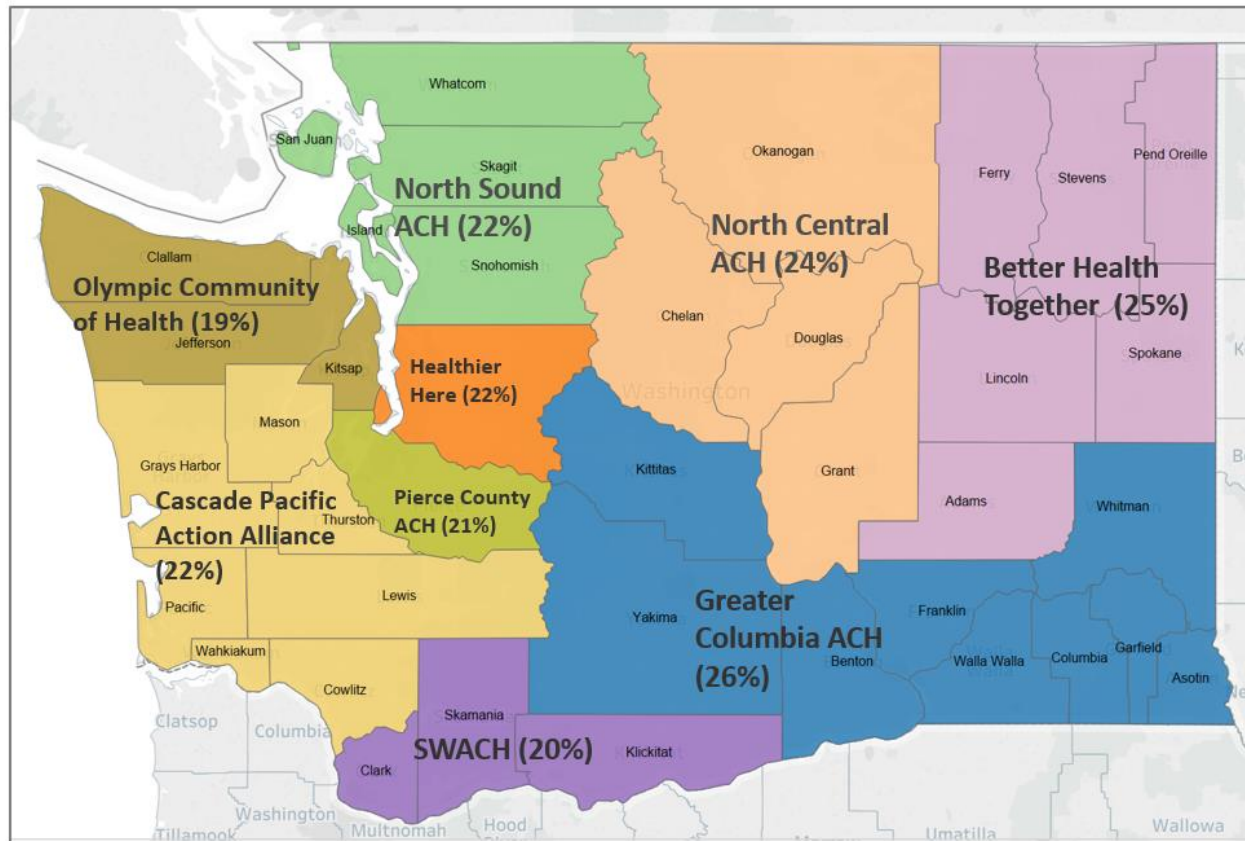 Whatcom
San Juan
Skagit
Okanogan
Ferry
Stevens
Pend Oreille
North Sound
ACH (22%)
Island
Snohomish
North Central
ACH (24%)
Clallam
Olympic Community
of Health (19%)
Jefferson
Kitsap
Better Health
Together (25%)
Chelan
Douglas
Spokane
Lincoln
Healthier
Here (22%)
Washington
Mason
Grays Harbor
Kittitas
Grant
Adams
Whitman
Cascade Pacific
Action Alliance
(22%)
Thurston
Pierce County
ACH (21%)
Pacific
Lewis
Yakima
Greater
Columbia ACH
(26%)
Benton
Franklin
Walla Walla
Columbia
Garfield
Asotin
Wahkiakum
Cowlitz
Skamania
SWACH (20%)
Clark
Klickitat
Clatsop
Columbia
Washington
Tillamook
Multnomah
Hood
Umatilla
Wallowa